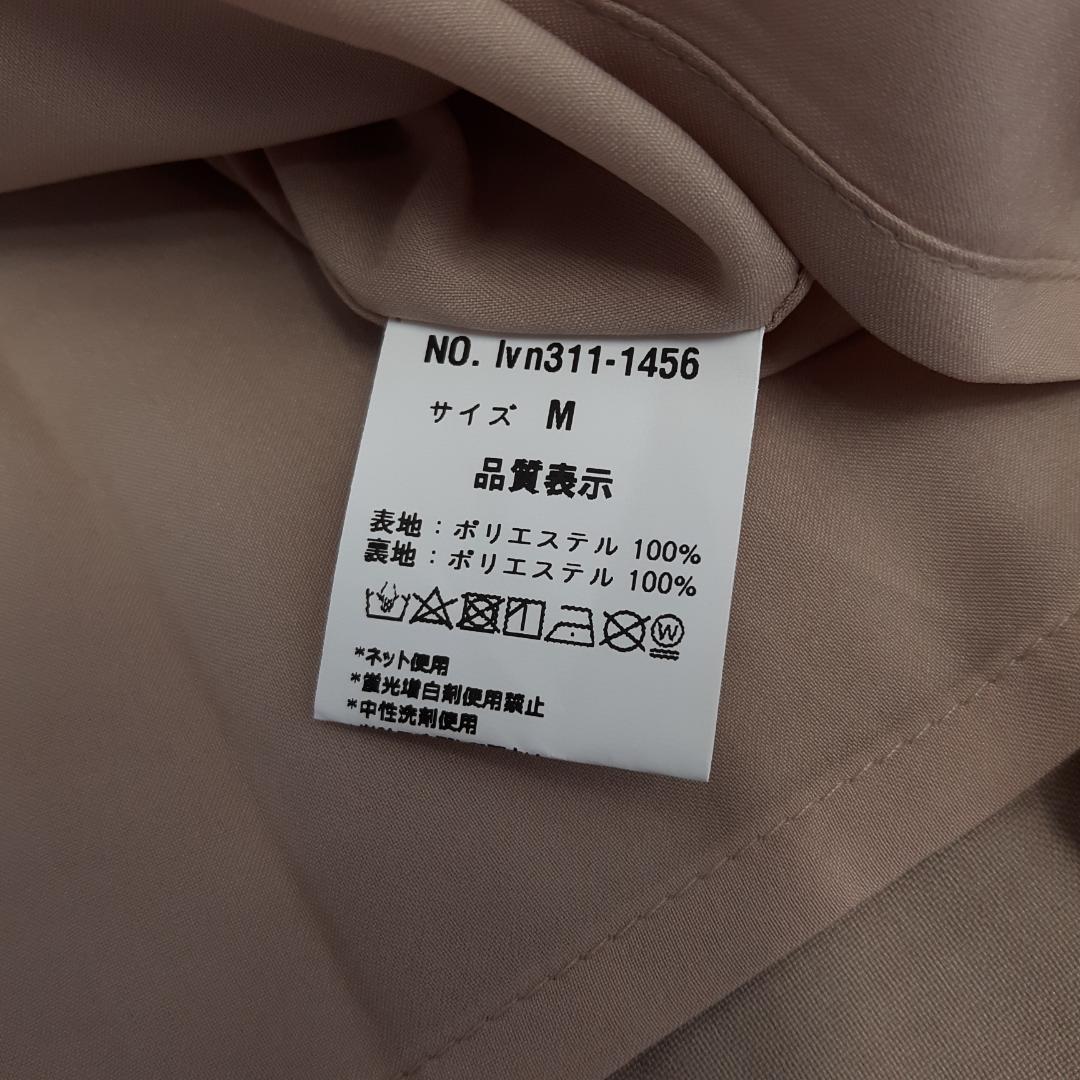 NO. lvn311-1456
サイズ M
品質表示
表地：ポリエステル 100%
裏地：ポリエステル 100%
W
*ネット使用
*蛍光増白剤使用禁止
*中性洗剤使用